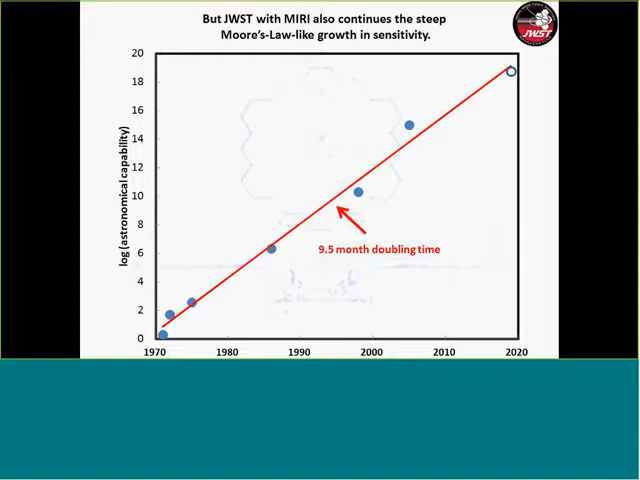 But JWST with MIRI also continues the steep
Moore's-Law-like growth in sensitivity.
JWST
20
18
16
14
12
10
8
6
4
2
0
log (astronomical capability)
9.5 month doubling time
1970 1980 1990 2000 2010 2020